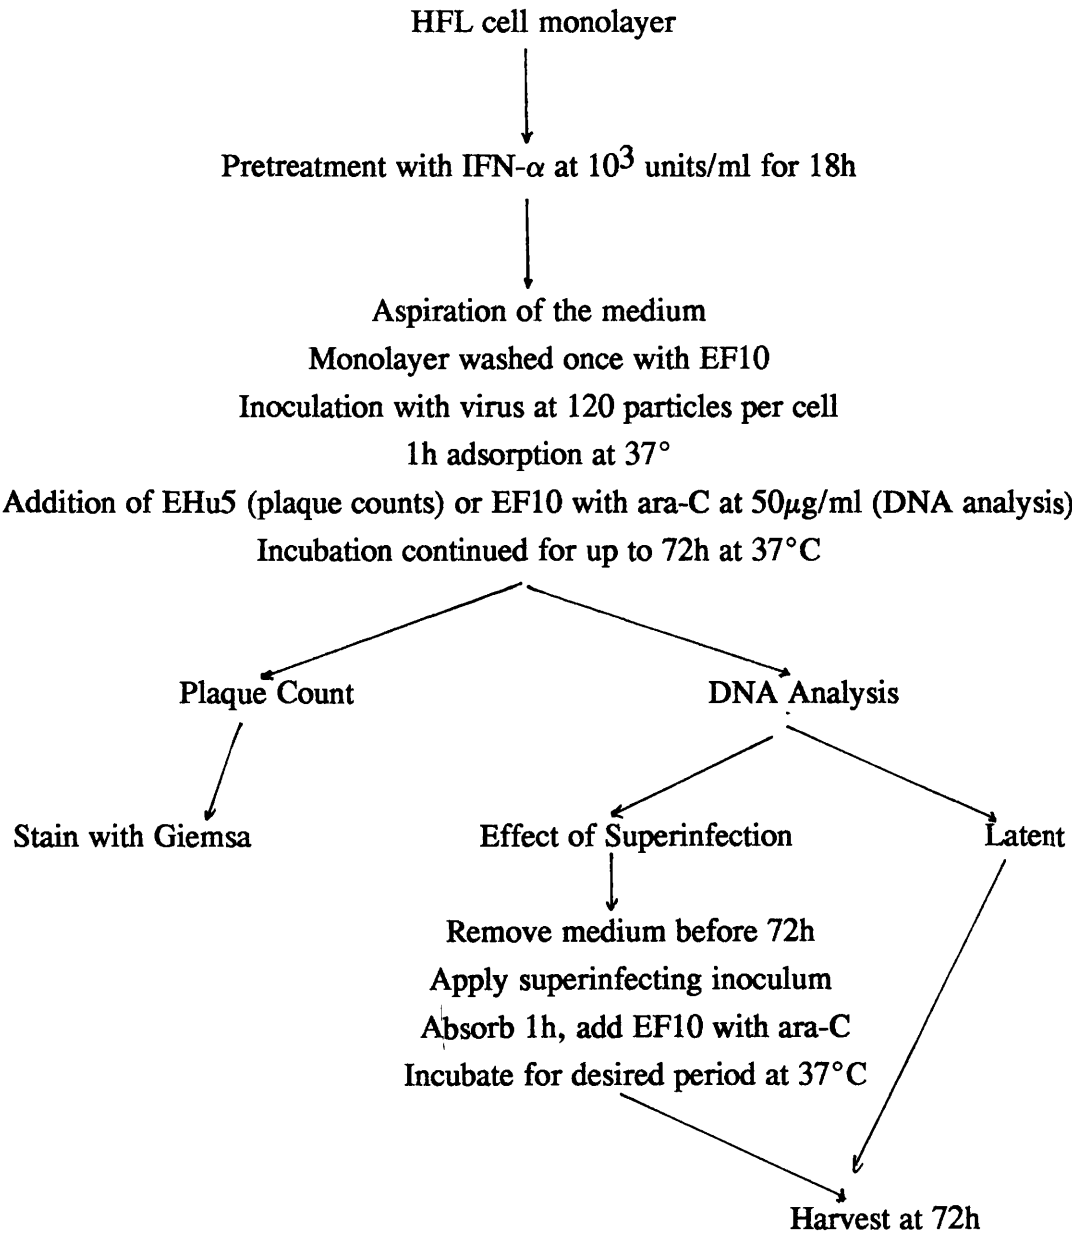 HFL cell monolayer
Pretreatment with IFN-α at 10³ units/ml for 18h
Aspiration of the medium
Monolayer washed once with EF10
Inoculation with virus at 120 particles per cell
1h adsorption at 37°
Addition of EHu5 (plaque counts) or EF10 with ara-C at 50μg/ml (DNA analysis)
Incubation continued for up to 72h at 37°C
Plaque Count
DNA Analysis
Stain with Giemsa
Effect of Superinfection
Latent
Remove medium before 72h
Apply superinfecting inoculum
Absorb 1h, add EF10 with ara-C
Incubate for desired period at 37°C
Harvest at 72h